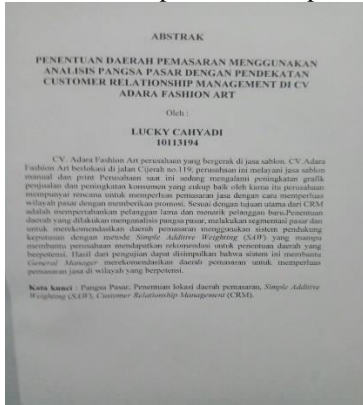 ABSTRAK
PENENTUAN DAERAH PEMASARAN MENGGUNAKAN
ANALISIS PANGSA PASAR DENGAN PENDEKATAN
CUSTOMER RELATIONSHIP MANAGEMENT DI CV
ADARA FASHION ART
Oleh :
LUCKY CAHYADI
10113194
CV. Adara Fashion Art perusahaan yang bergerak di jasa sablon. CV.Adara
Fashion Art berlokasi di jalan Cijerah no.119, perusahaan ini melayani jasa sablon
manual dan print Perusahaan saat ini sedang mengalami peningkatan grafik
penjualan dan peningkatan konsumen yang cukup baik oleh karna itu perusahaan
mempunyai rencana untuk memperluas pemasaran jasa dengan cara memperluas
wilayah pasar dengan memberikan promosi. Sesuai dengan tujuan utama dari CRM
adalah mempertahankan pelanggan lama dan menarik pelanggan baru.Penentuan
daerah yang dilakukan menganalisis pangsa pasar, melakukan segmentasi pasar dan
untuk merekomendasikan daerah pemasaran menggunakan sistem pendukung
keputusan dengan metode Simple Additive Weighting (SAW) yang mampu
membantu perusahaan mendapatkan rekomendasi untuk penentuan daerah yang
berpotensi. Hasil dari pengujian dapat disimpulkan bahwa sistem ini membantu
General Manager merekomendasikan daerah pemasaran untuk memperluas
pemasaran jasa di wilayah yang berpotensi.
Kata kunci : Pangsa Pasar, Penentuan lokasi daerah pemasaran, Simple Additive
Weighting (SAW), Customer Relationship Management (CRM).